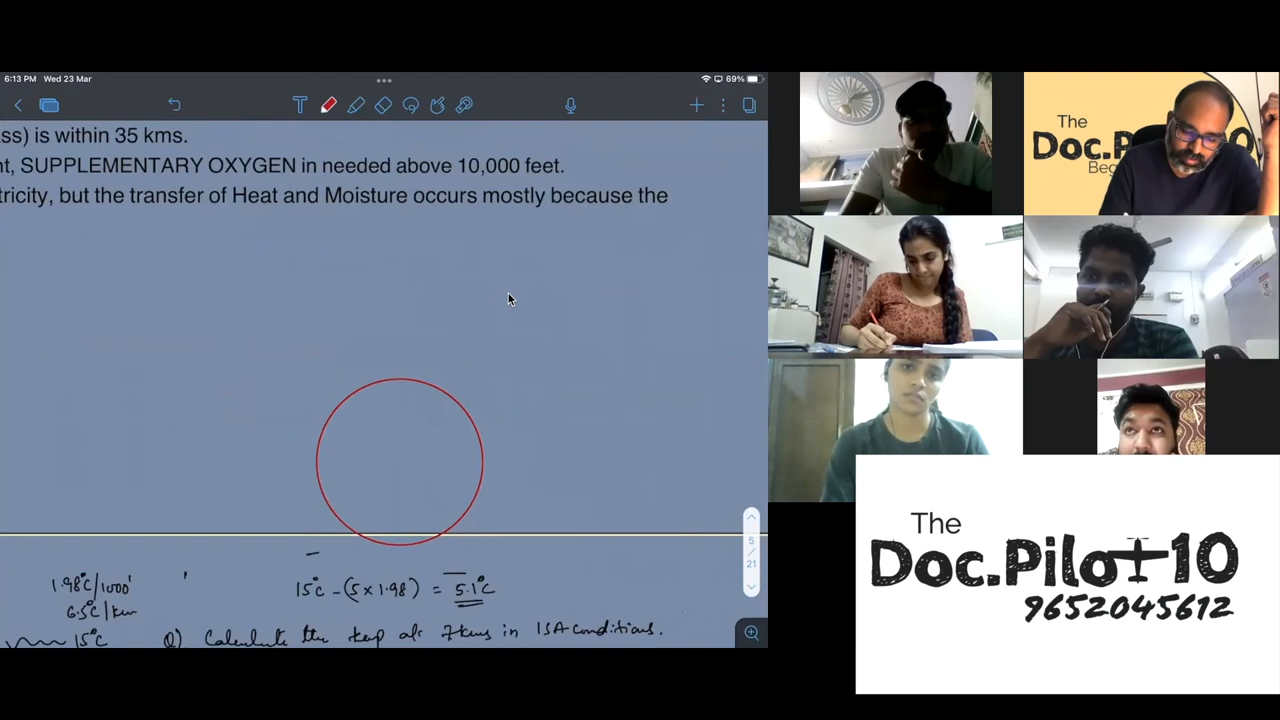 6:13 PM Wed 23 Mar
69%
ss) is within 35 kms.
nt, SUPPLEMENTARY OXYGEN in needed above 10,000 feet.
tricity, but the transfer of Heat and Moisture occurs mostly because the
1.98°C/1000'
6.5°C/km
15°C
15°C - (5 x 1.98) = 5.1°C
Q) Calculate the temp at 7kms in ISA conditions.
5
/
21
The
Doc.P
Beg
The
Doc.Pilot10
9652045612